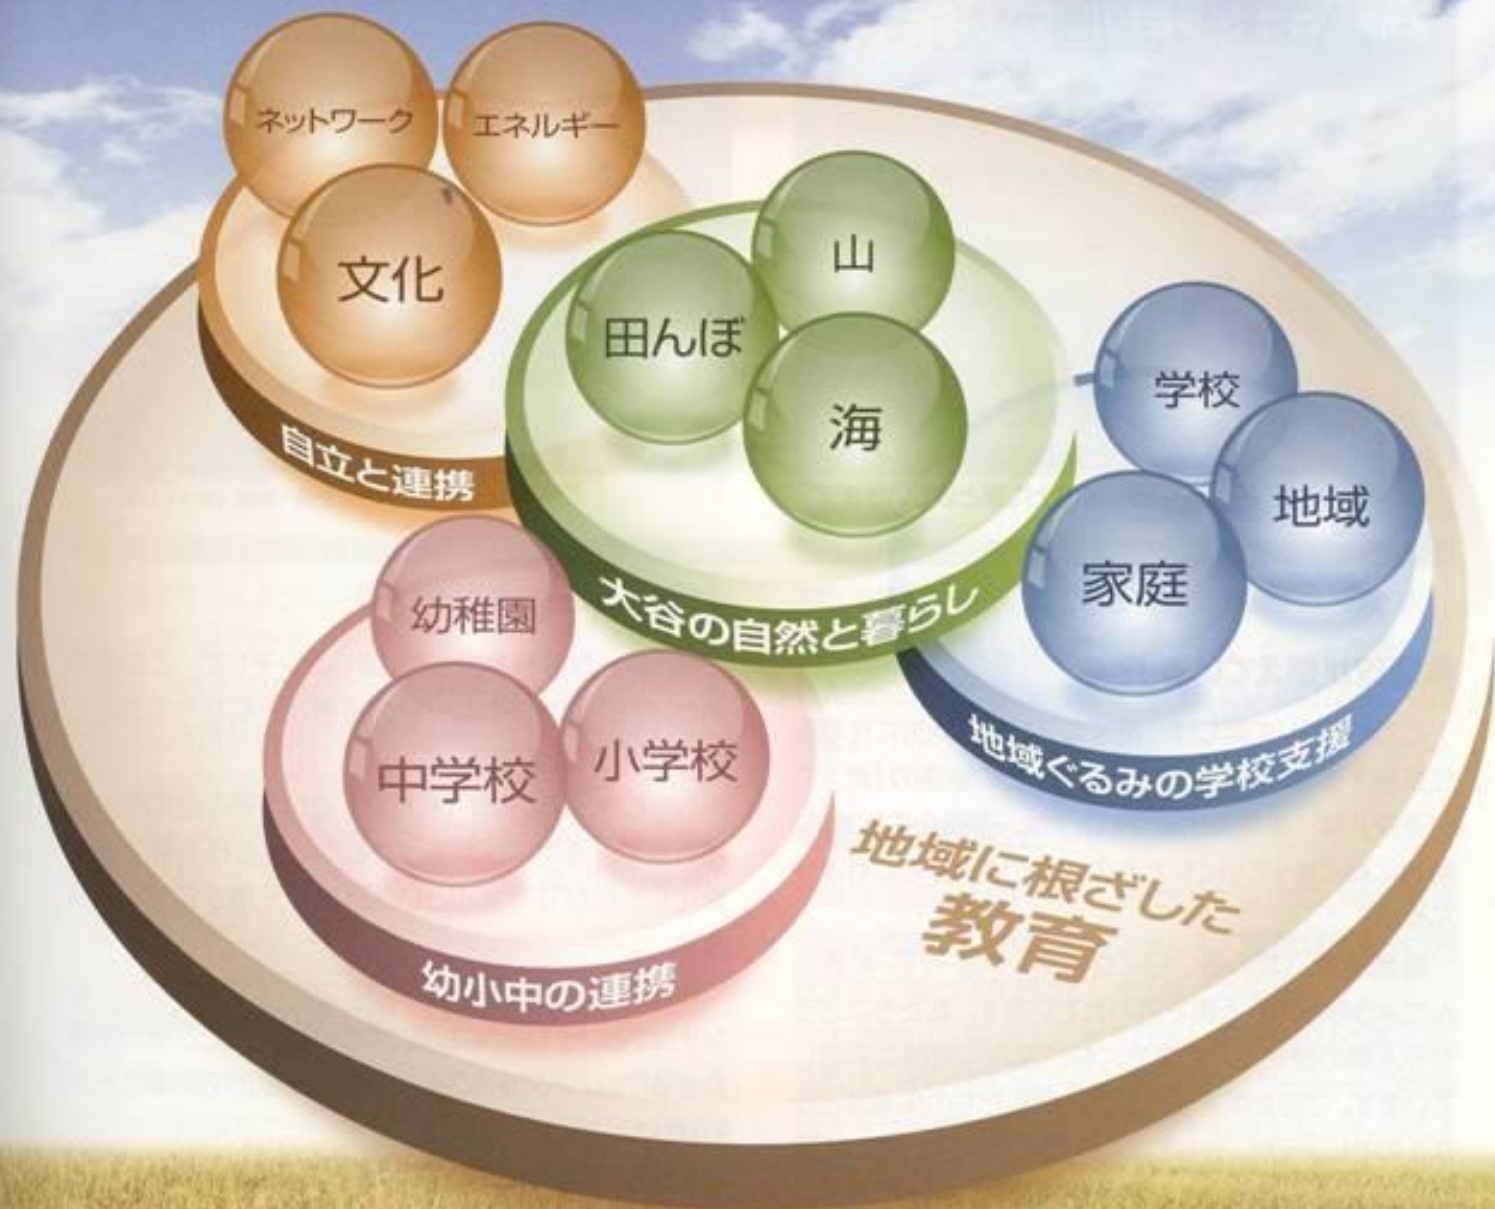 ネットワーク
エネルギー
文化
自立と連携
山
田んぼ
海
大谷の自然と暮らし
学校
地域
家庭
地域ぐるみの学校支援
幼稚園
中学校
小学校
幼小中の連携
地域に根ざした
教育